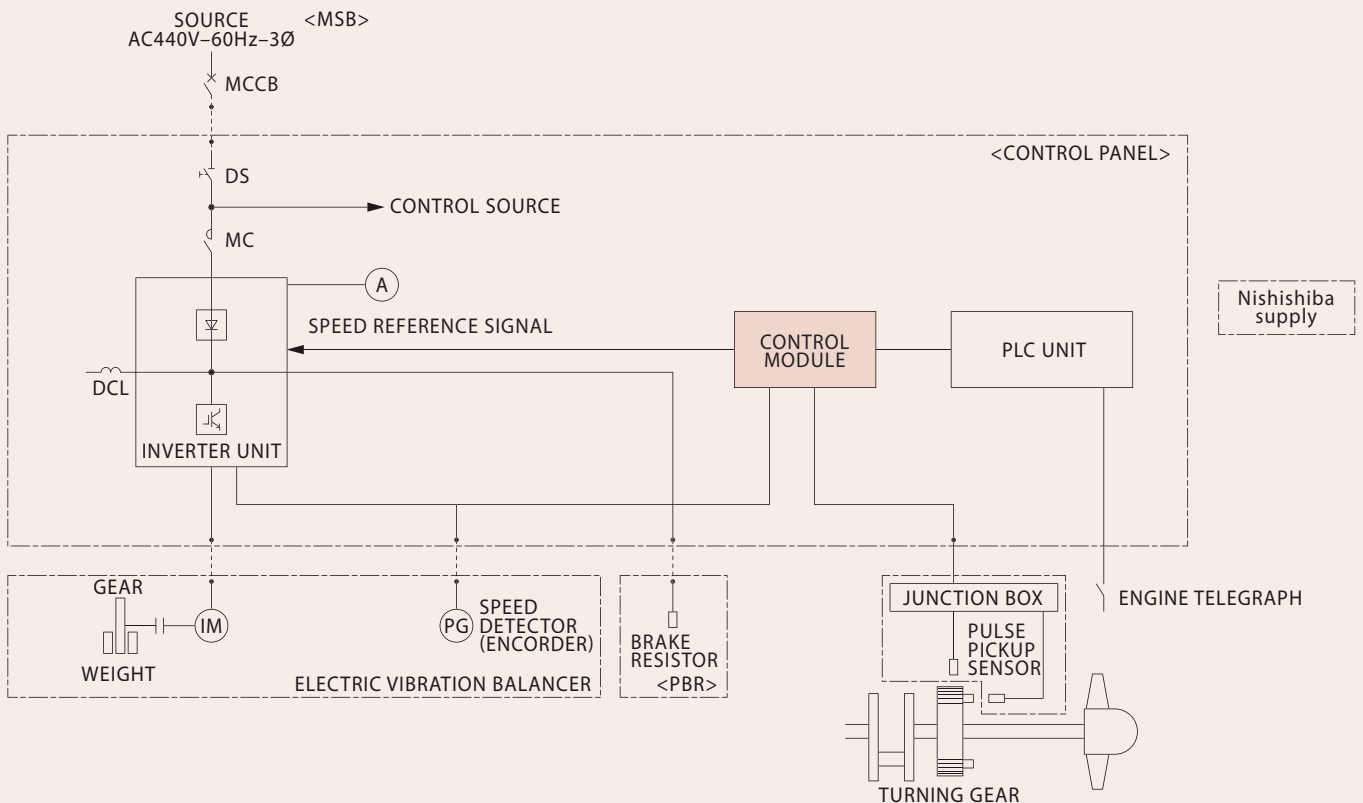 SOURCE <MSB>
AC440V–60Hz–3Ø
MCCB
<CONTROL PANEL>
DS
CONTROL SOURCE
MC
A
SPEED REFERENCE SIGNAL
CONTROL
MODULE
PLC UNIT
Nishishiba
supply
DCL
INVERTER UNIT
GEAR
IM
WEIGHT
PG
SPEED
DETECTOR
(ENCORDER)
ELECTRIC VIBRATION BALANCER
BRAKE
RESISTOR
<PBR>
JUNCTION BOX
PULSE
PICKUP
SENSOR
ENGINE TELEGRAPH
TURNING GEAR